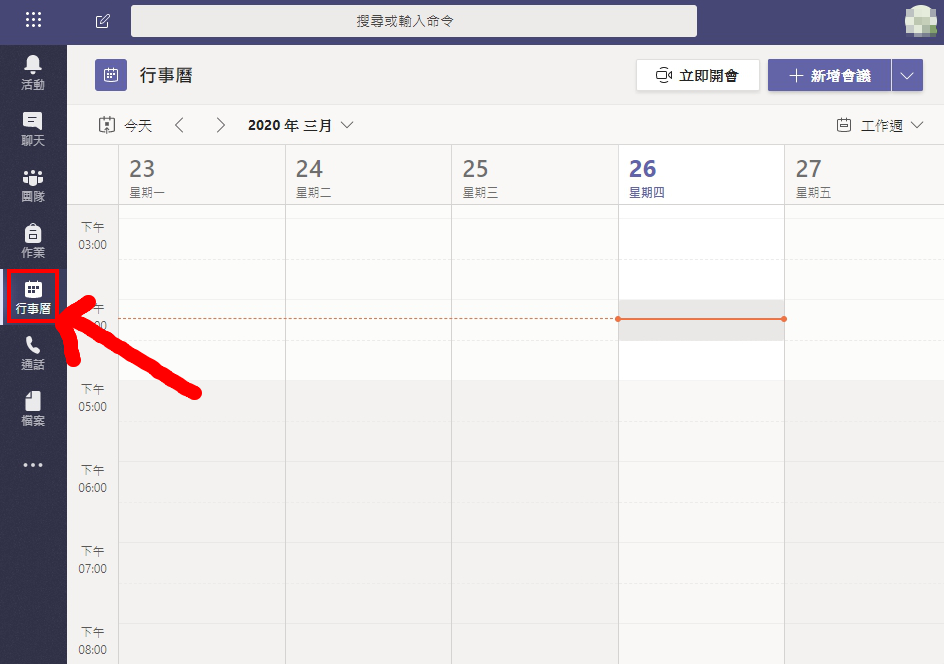 搜尋或輸入命令
活動
聊天
團隊
作業
行事曆
通話
檔案
行事曆
立即開會
新增會議
今天
2020 年 三月
工作週
23
星期一
24
星期二
25
星期三
26
星期四
27
星期五
下午
03:00
午
00
下午
05:00
下午
06:00
下午
07:00
下午
08:00